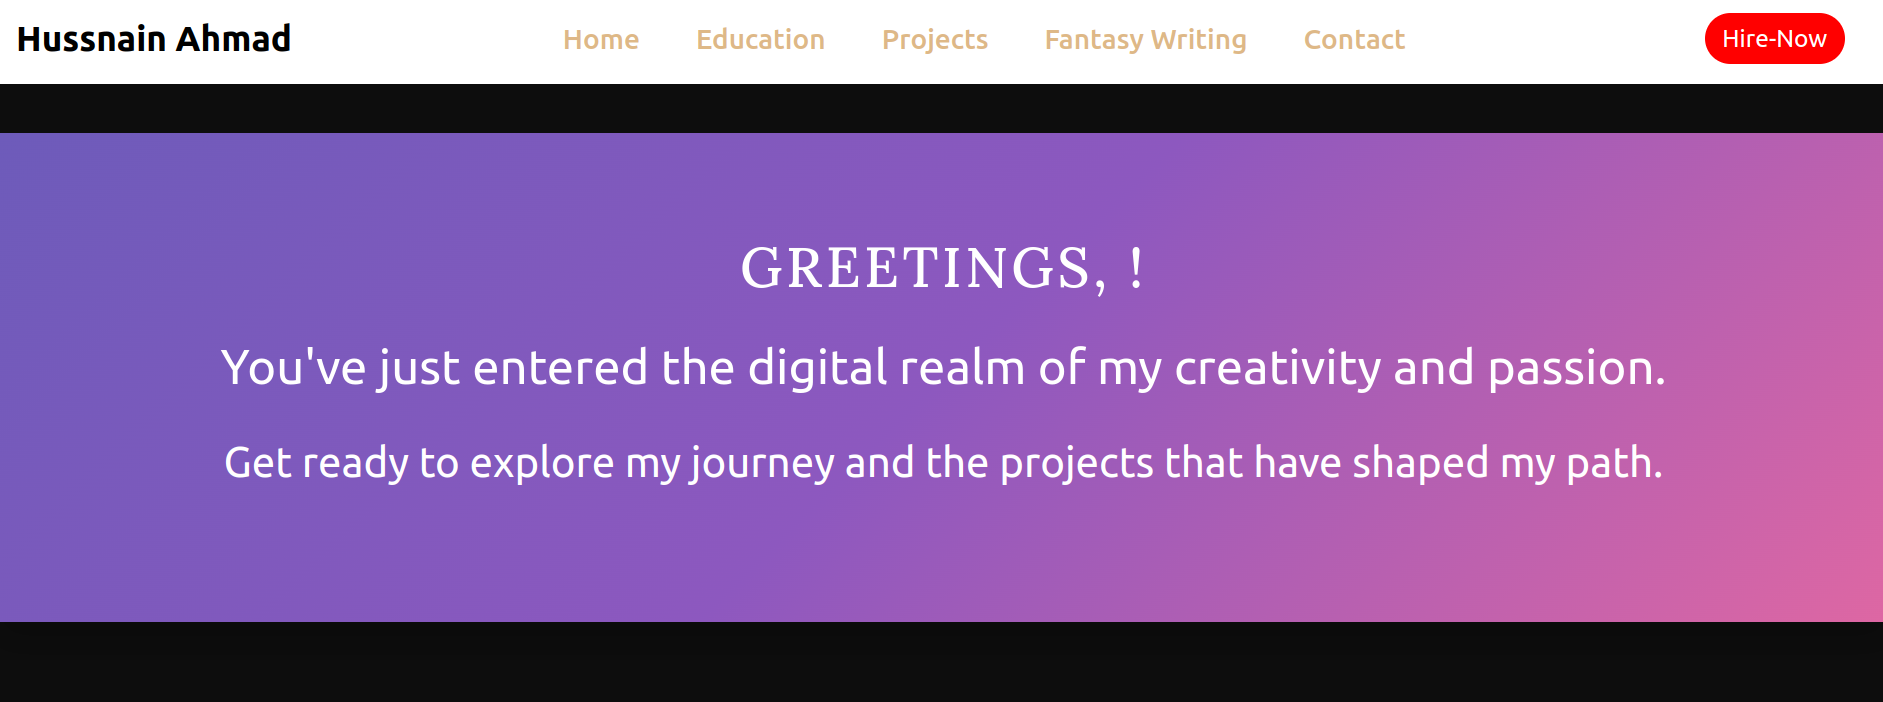 Hussnain Ahmad
Home Education Projects Fantasy Writing Contact
Hire-Now
GREETINGS, !
You've just entered the digital realm of my creativity and passion.
Get ready to explore my journey and the projects that have shaped my path.